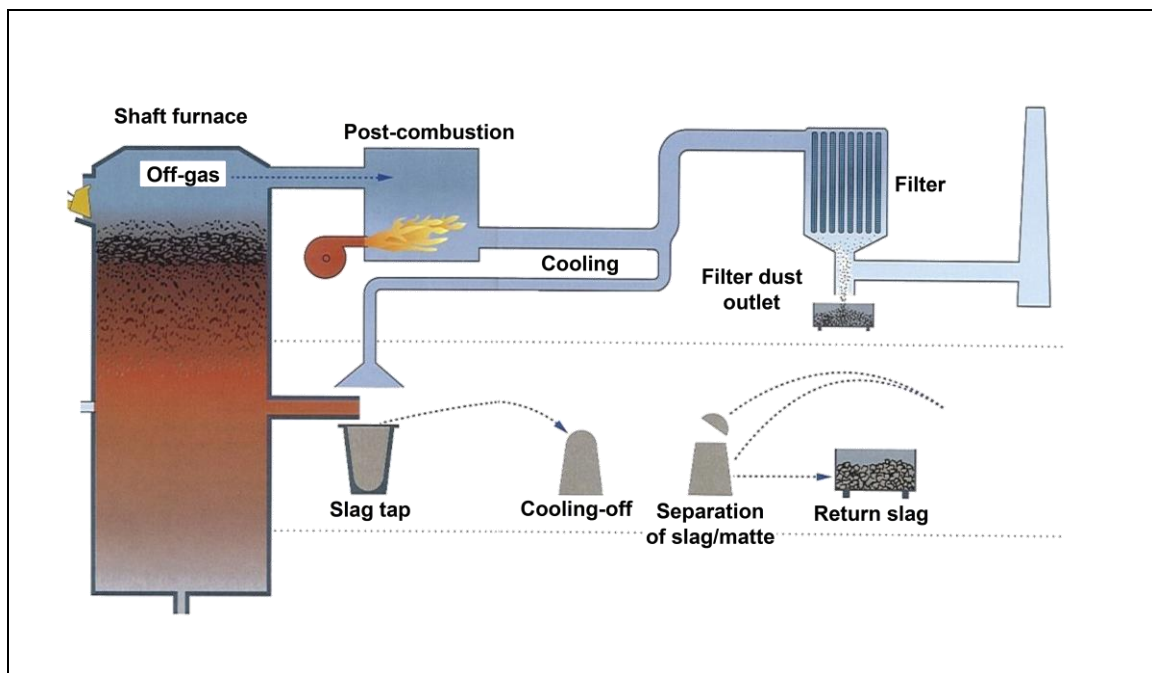 Shaft furnace
Off-gas
Post-combustion
Cooling
Filter
Filter dust
outlet
Slag tap
Cooling-off
Separation
of slag/matte
Return slag